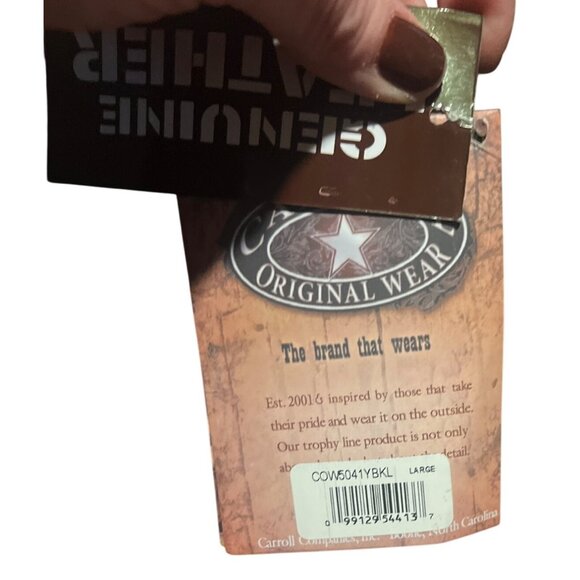 GENUINE
LEATHER
ORIGINAL WEAR
The brand that wears
Est. 2001 & inspired by those that take
their pride and wear it on the outside.
Our trophy line product is not only
detail.
COW5041YBKL LARGE
0 99129 54413 7
Carroll Companies, Inc. Boone, North Carolina